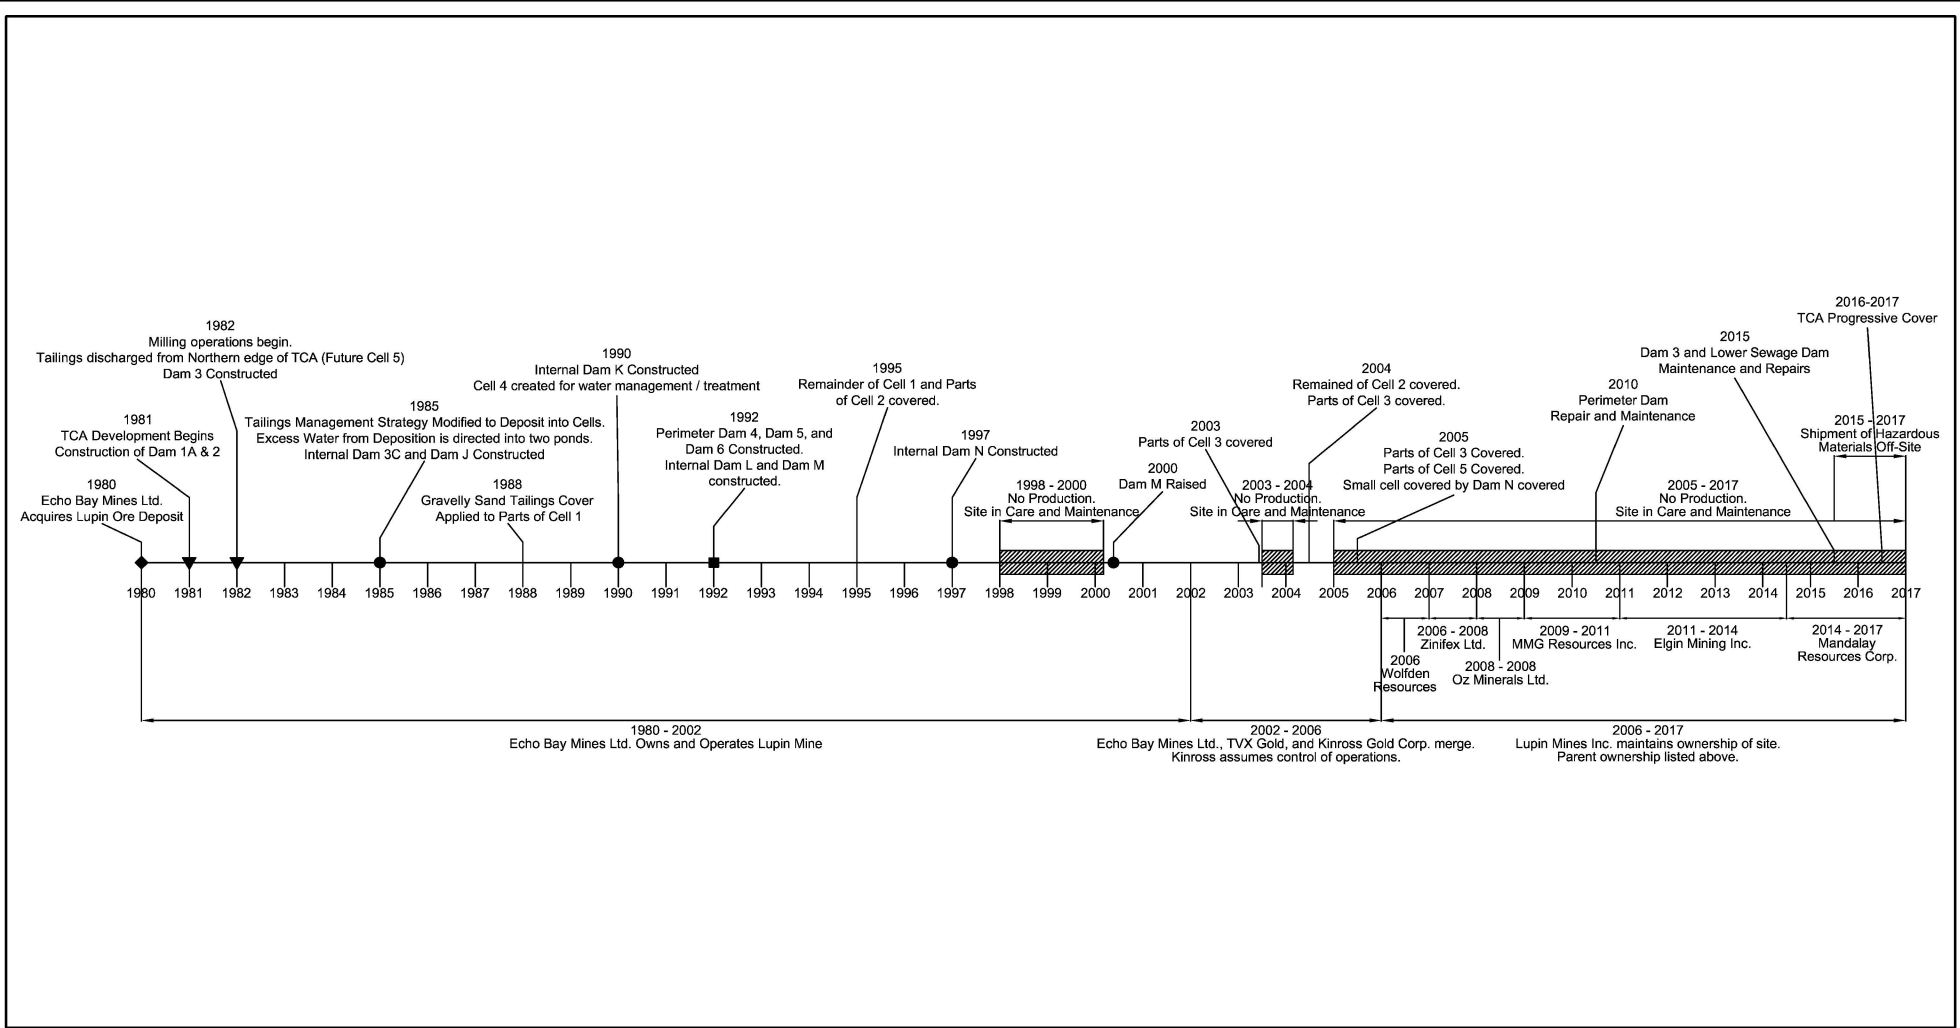 1980
Echo Bay Mines Ltd.
Acquires Lupin Ore Deposit
1981
TCA Development Begins
Construction of Dam 1A & 2
1982
Milling operations begin.
Tailings discharged from Northern edge of TCA (Future Cell 5)
Dam 3 Constructed
1985
Tailings Management Strategy Modified to Deposit into Cells.
Excess Water from Deposition is directed into two ponds.
Internal Dam 3C and Dam J Constructed
1988
Gravelly Sand Tailings Cover
Applied to Parts of Cell 1
1990
Internal Dam K Constructed
Cell 4 created for water management / treatment
1992
Perimeter Dam 4, Dam 5, and
Dam 6 Constructed.
Internal Dam L and Dam M
constructed.
1995
Remainder of Cell 1 and Parts
of Cell 2 covered.
1997
Internal Dam N Constructed
1998 - 2000
No Production.
Site in Care and Maintenance
2000
Dam M Raised
2003
Parts of Cell 3 covered
2003 - 2004
No Production.
Site in Care and Maintenance
2004
Remained of Cell 2 covered.
Parts of Cell 3 covered.
2005
Parts of Cell 3 Covered.
Parts of Cell 5 Covered.
Small cell covered by Dam N covered
2010
Perimeter Dam
Repair and Maintenance
2005 - 2017
No Production.
Site in Care and Maintenance
2015
Dam 3 and Lower Sewage Dam
Maintenance and Repairs
2016-2017
TCA Progressive Cover
2015 - 2017
Shipment of Hazardous
Materials Off-Site
1980 1981 1982 1983 1984 1985 1986 1987 1988 1989 1990 1991 1992 1993 1994 1995 1996 1997 1998 1999 2000 2001 2002 2003 2004 2005 2006 2007 2008 2009 2010 2011 2012 2013 2014 2015 2016 2017
2006
Wolfden
Resources
2006 - 2008
Zinifex Ltd.
2008 - 2008
Oz Minerals Ltd.
2009 - 2011
MMG Resources Inc.
2011 - 2014
Elgin Mining Inc.
2014 - 2017
Mandalay
Resources Corp.
1980 - 2002
Echo Bay Mines Ltd. Owns and Operates Lupin Mine
2002 - 2006
Echo Bay Mines Ltd., TVX Gold, and Kinross Gold Corp. merge.
Kinross assumes control of operations.
2006 - 2017
Lupin Mines Inc. maintains ownership of site.
Parent ownership listed above.